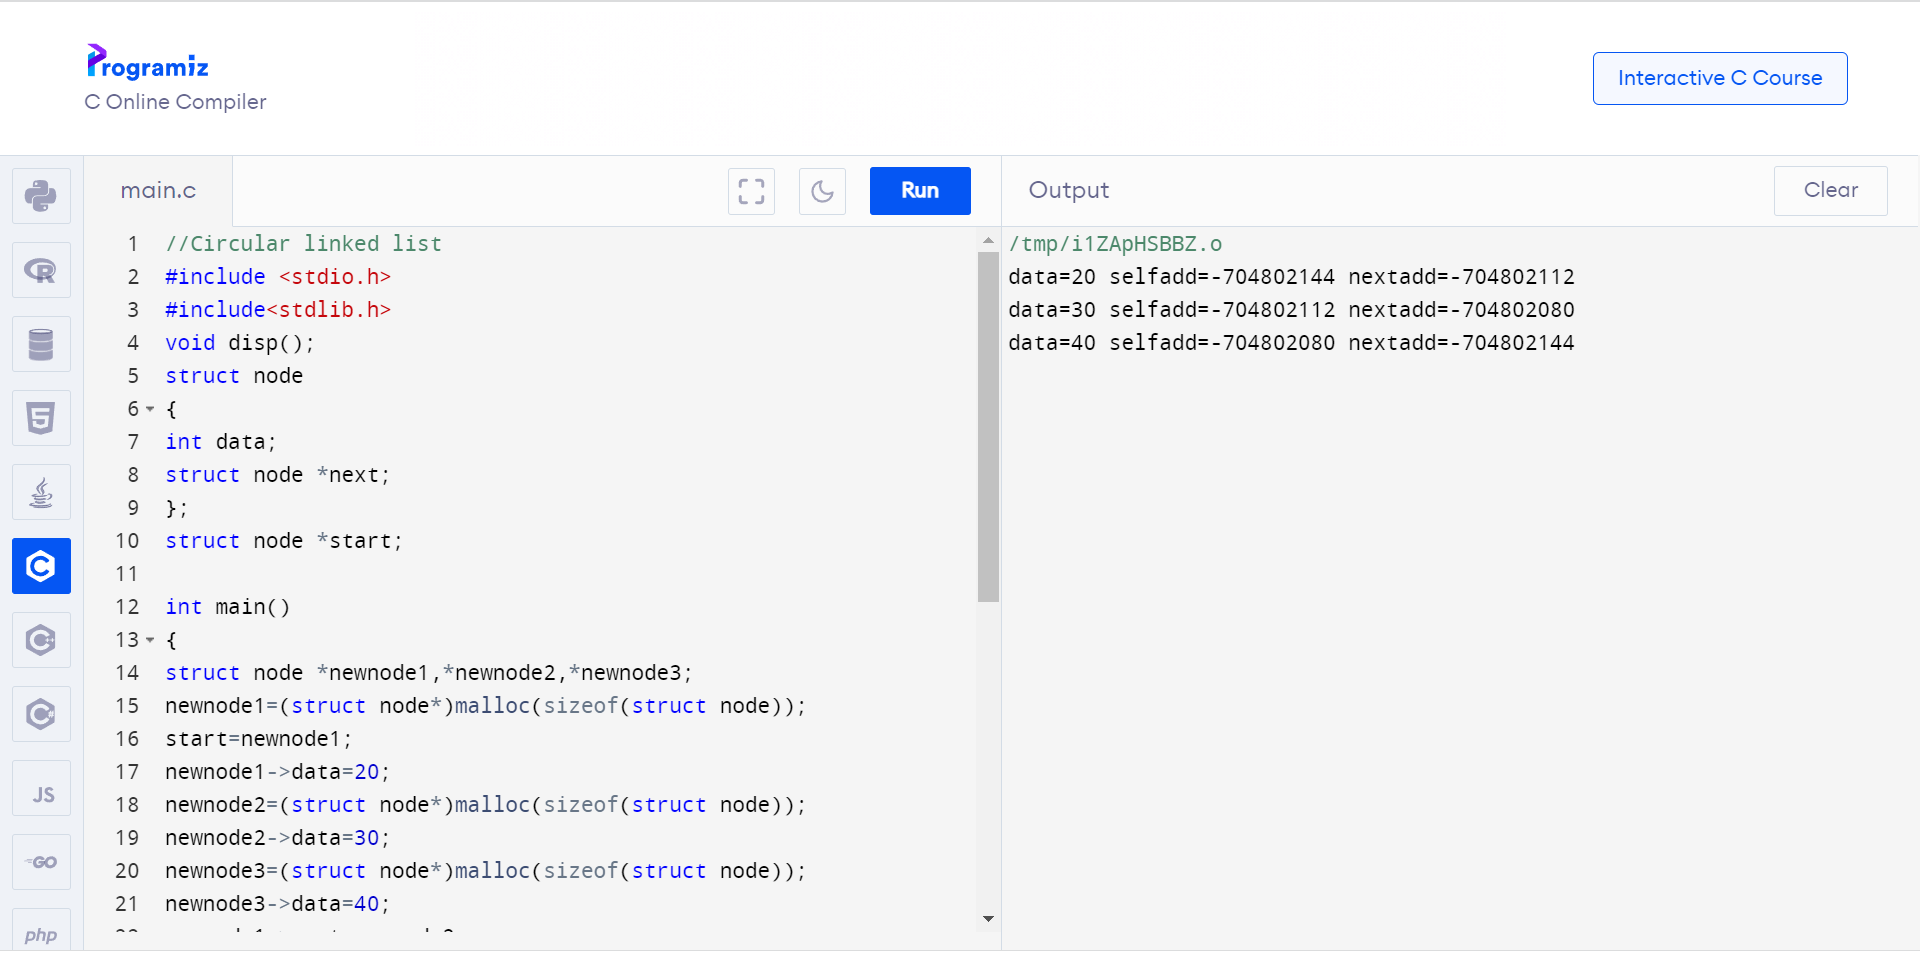 Programiz
C Online Compiler
Interactive C Course
main.c
Run
Output
Clear
1 //Circular linked list
2 #include <stdio.h>
3 #include<stdlib.h>
4 void disp();
5 struct node
6 {
7 int data;
8 struct node *next;
9 };
10 struct node *start;
11
12 int main()
13 {
14 struct node *newnode1,*newnode2,*newnode3;
15 newnode1=(struct node*)malloc(sizeof(struct node));
16 start=newnode1;
17 newnode1->data=20;
18 newnode2=(struct node*)malloc(sizeof(struct node));
19 newnode2->data=30;
20 newnode3=(struct node*)malloc(sizeof(struct node));
21 newnode3->data=40;
/tmp/i1ZApHSBBZ.o
data=20 selfadd=-704802144 nextadd=-704802112
data=30 selfadd=-704802112 nextadd=-704802080
data=40 selfadd=-704802080 nextadd=-704802144
R
5
C
C++
C#
JS
GO
php